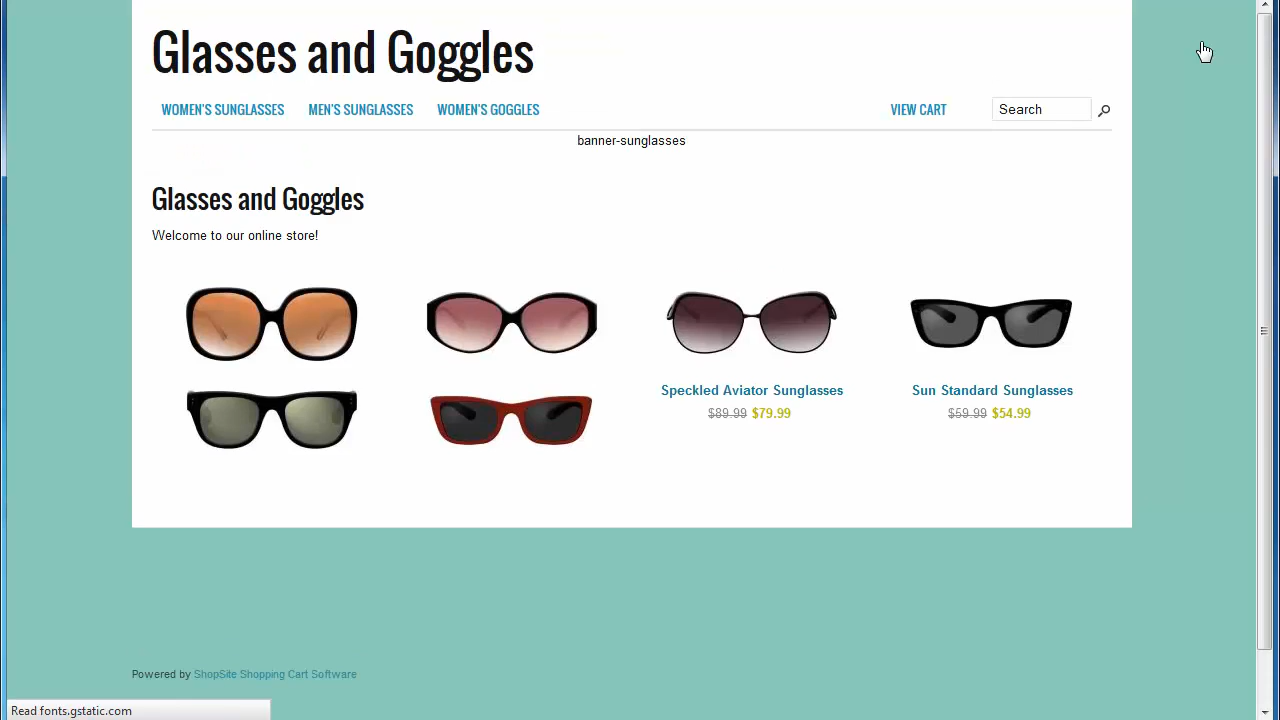 Glasses and Goggles
WOMEN'S SUNGLASSES MEN'S SUNGLASSES WOMEN'S GOGGLES VIEW CART Search
banner-sunglasses
Glasses and Goggles
Welcome to our online store!
Speckled Aviator Sunglasses
$89.99 $79.99
Sun Standard Sunglasses
$59.99 $54.99
Powered by ShopSite Shopping Cart Software
Read fonts.gstatic.com